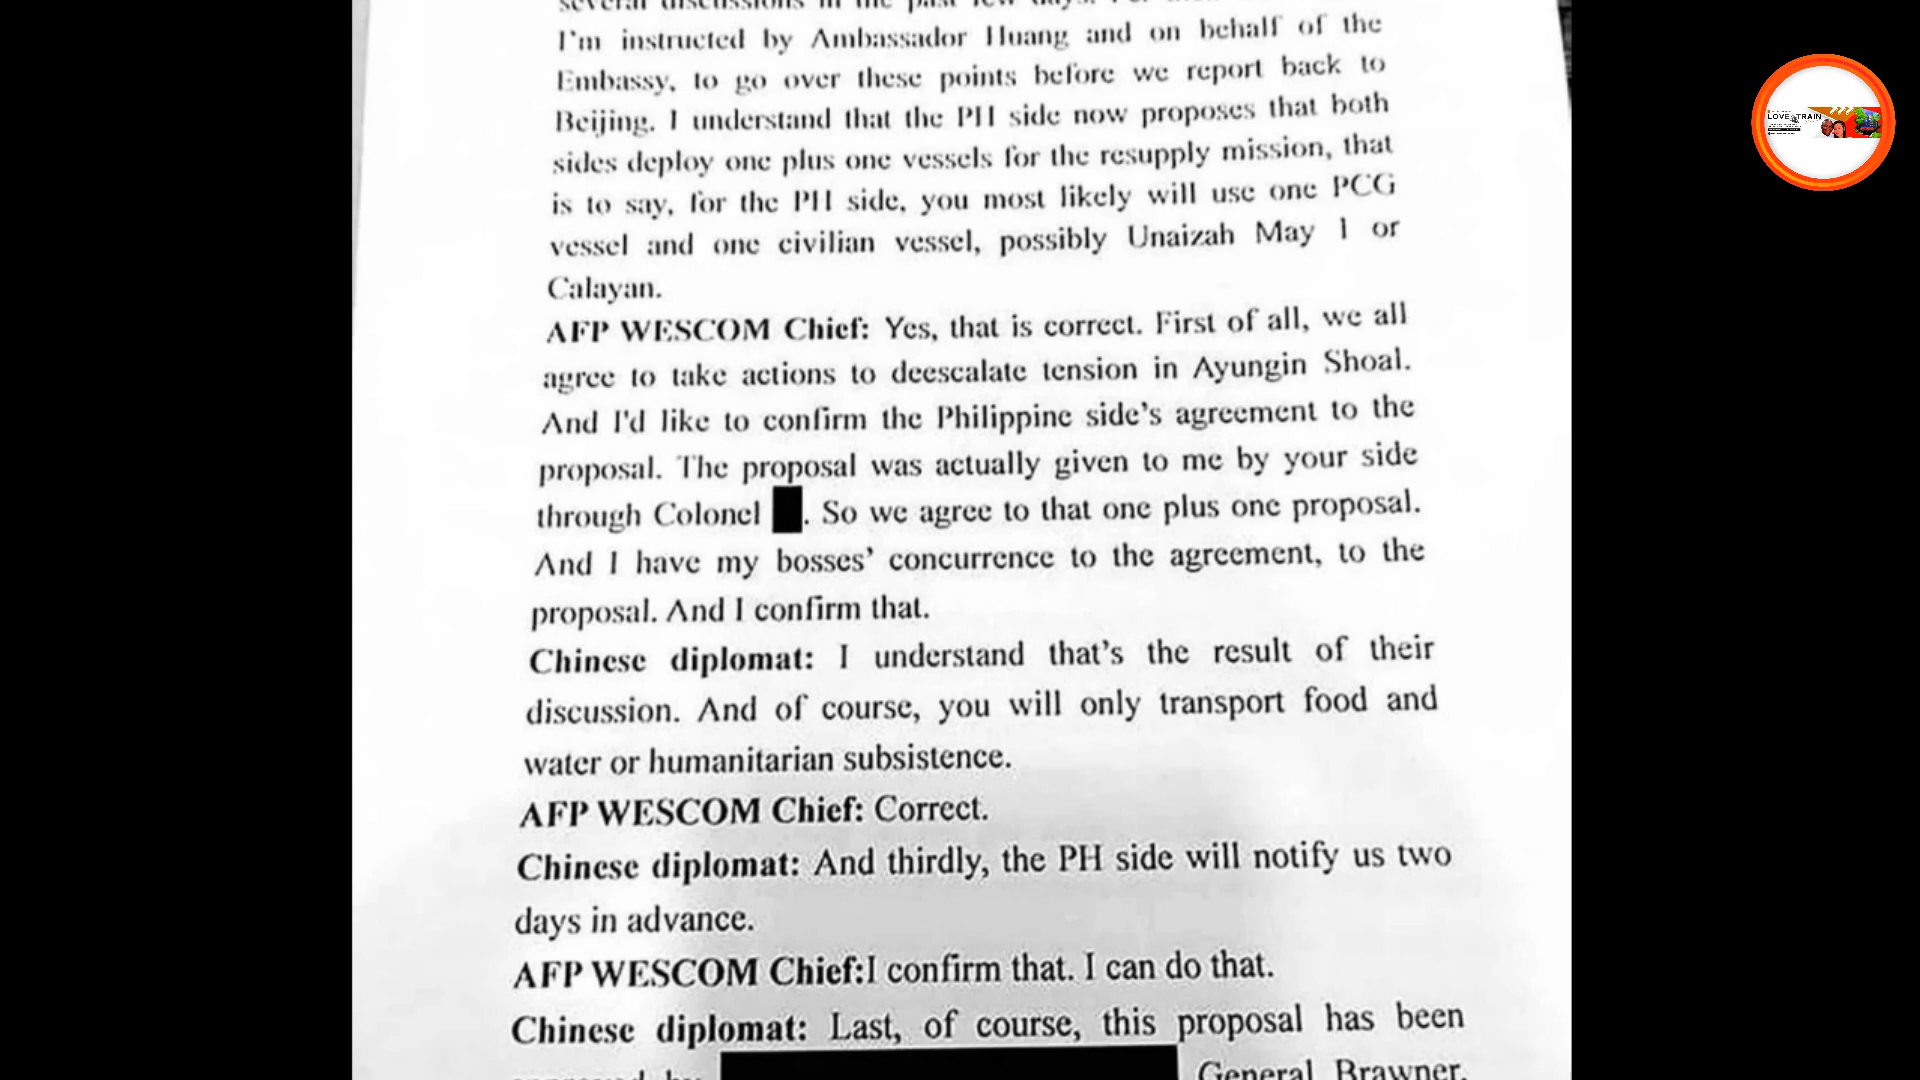 several discussions in the past few days.
I'm instructed by Ambassador Huang and on behalf of the
Embassy, to go over these points before we report back to
Beijing. I understand that the PH side now proposes that both
sides deploy one plus one vessels for the resupply mission, that
is to say, for the PH side, you most likely will use one PCG
vessel and one civilian vessel, possibly Unaizah May 1 or
Calayan.
AFP WESCOM Chief: Yes, that is correct. First of all, we all
agree to take actions to deescalate tension in Ayungin Shoal.
And I'd like to confirm the Philippine side's agreement to the
proposal. The proposal was actually given to me by your side
through Colonel . So we agree to that one plus one proposal.
And I have my bosses' concurrence to the agreement, to the
proposal. And I confirm that.
Chinese diplomat: I understand that's the result of their
discussion. And of course, you will only transport food and
water or humanitarian subsistence.
AFP WESCOM Chief: Correct.
Chinese diplomat: And thirdly, the PH side will notify us two
days in advance.
AFP WESCOM Chief:I confirm that. I can do that.
Chinese diplomat: Last, of course, this proposal has been
General Brawner,
LOVE TRAIN